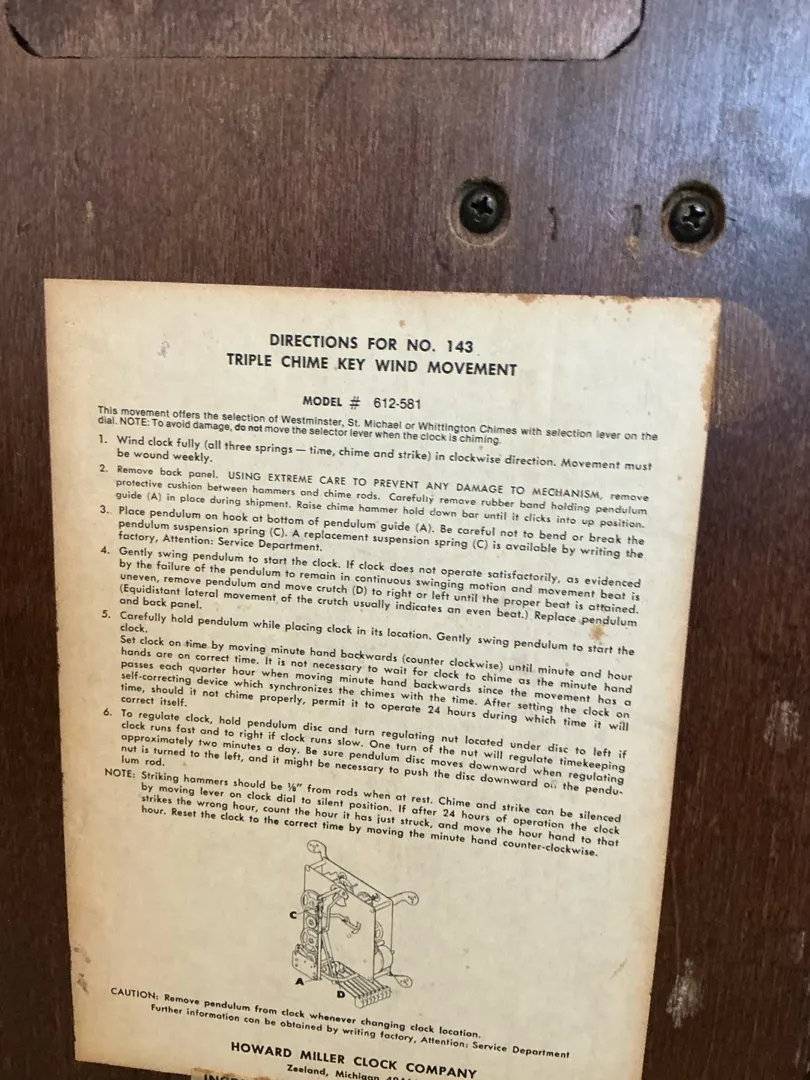 DIRECTIONS FOR NO. 143
TRIPLE CHIME KEY WIND MOVEMENT
MODEL # 612-581
This movement offers the selection of Westminster, St. Michael or Whittington Chimes with selection lever on the
dial. NOTE: To avoid damage, do not move the selector lever when the clock is chiming.
1. Wind clock fully (all three springs — time, chime and strike) in clockwise direction. Movement must
be wound weekly.
2. Remove back panel. USING EXTREME CARE TO PREVENT ANY DAMAGE TO MECHANISM, remove
protective cushion between hammers and chime rods. Carefully remove rubber band holding pendulum
guide (A) in place during shipment. Raise chime hammer hold down bar until it clicks into up position.
3. Place pendulum on hook at bottom of pendulum guide (A). Be careful not to bend or break the
pendulum suspension spring (C). A replacement suspension spring (C) is available by writing the
factory, Attention: Service Department.
4. Gently swing pendulum to start the clock. If clock does not operate satisfactorily, as evidenced
by the failure of the pendulum to remain in continuous swinging motion and movement beat is
uneven, remove pendulum and move crutch (D) to right or left until the proper beat is attained.
(Equidistant lateral movement of the crutch usually indicates an even beat.) Replace pendulum
and back panel.
5. Carefully hold pendulum while placing clock in its location. Gently swing pendulum to start the
clock.
Set clock on time by moving minute hand backwards (counter clockwise) until minute and hour
hands are on correct time. It is not necessary to wait for clock to chime as the minute hand
passes each quarter hour when moving minute hand backwards since the movement has a
self-correcting device which synchronizes the chimes with the time. After setting the clock on
time, should it not chime properly, permit it to operate 24 hours during which time it will
correct itself.
6. To regulate clock, hold pendulum disc and turn regulating nut located under disc to left if
clock runs fast and to right if clock runs slow. One turn of the nut will regulate timekeeping
approximately two minutes a day. Be sure pendulum disc moves downward when regulating
nut is turned to the left, and it might be necessary to push the disc downward on the pendu-
lum rod.
NOTE: Striking hammers should be ⅛" from rods when at rest. Chime and strike can be silenced
by moving lever on clock dial to silent position. If after 24 hours of operation the clock
strikes the wrong hour, count the hour it has just struck, and move the hour hand to that
hour. Reset the clock to the correct time by moving the minute hand counter-clockwise.
C
A
D
CAUTION: Remove pendulum from clock whenever changing clock location.
Further information can be obtained by writing factory, Attention: Service Department
HOWARD MILLER CLOCK COMPANY
Zeeland, Michigan